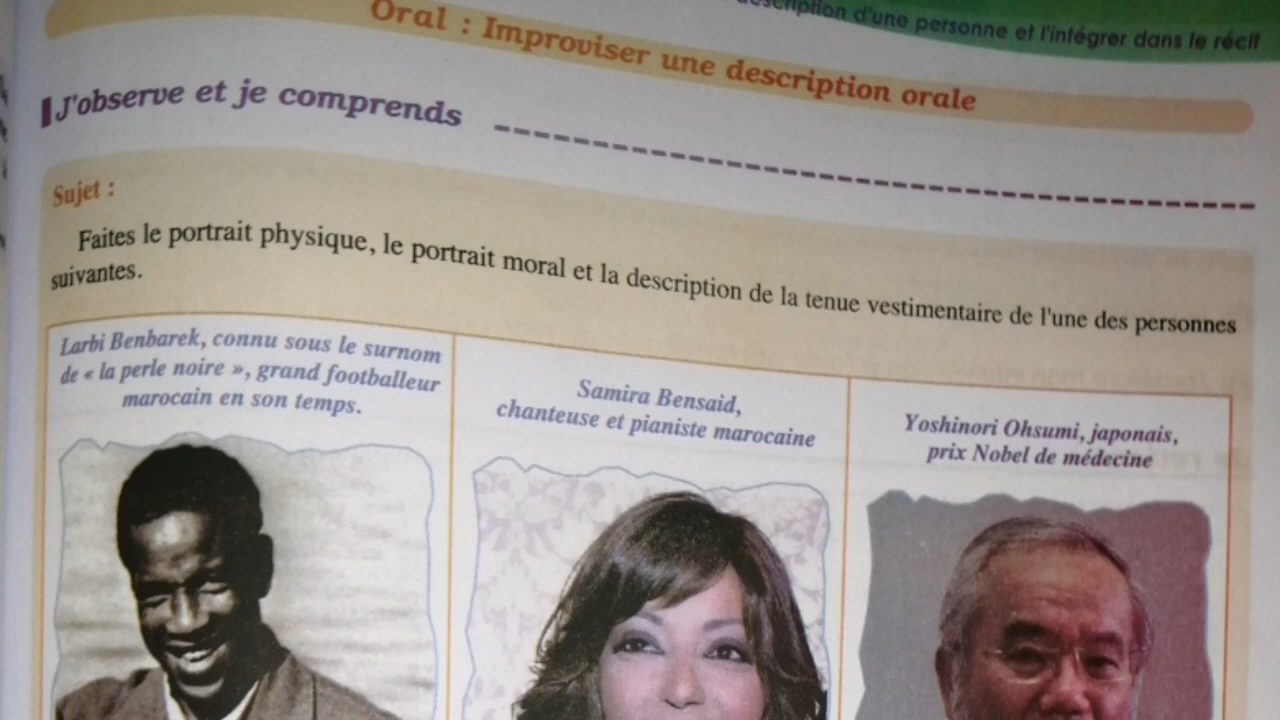 description d'une personne et l'intégrer dans le récit
Oral : Improviser une description orale
J'observe et je comprends
Sujet :
Faites le portrait physique, le portrait moral et la description de la tenue vestimentaire de l'une des personnes
suivantes.
Larbi Benbarek, connu sous le surnom
de « la perle noire », grand footballeur
marocain en son temps.
Samira Bensaid,
chanteuse et pianiste marocaine
Yoshinori Ohsumi, japonais,
prix Nobel de médecine